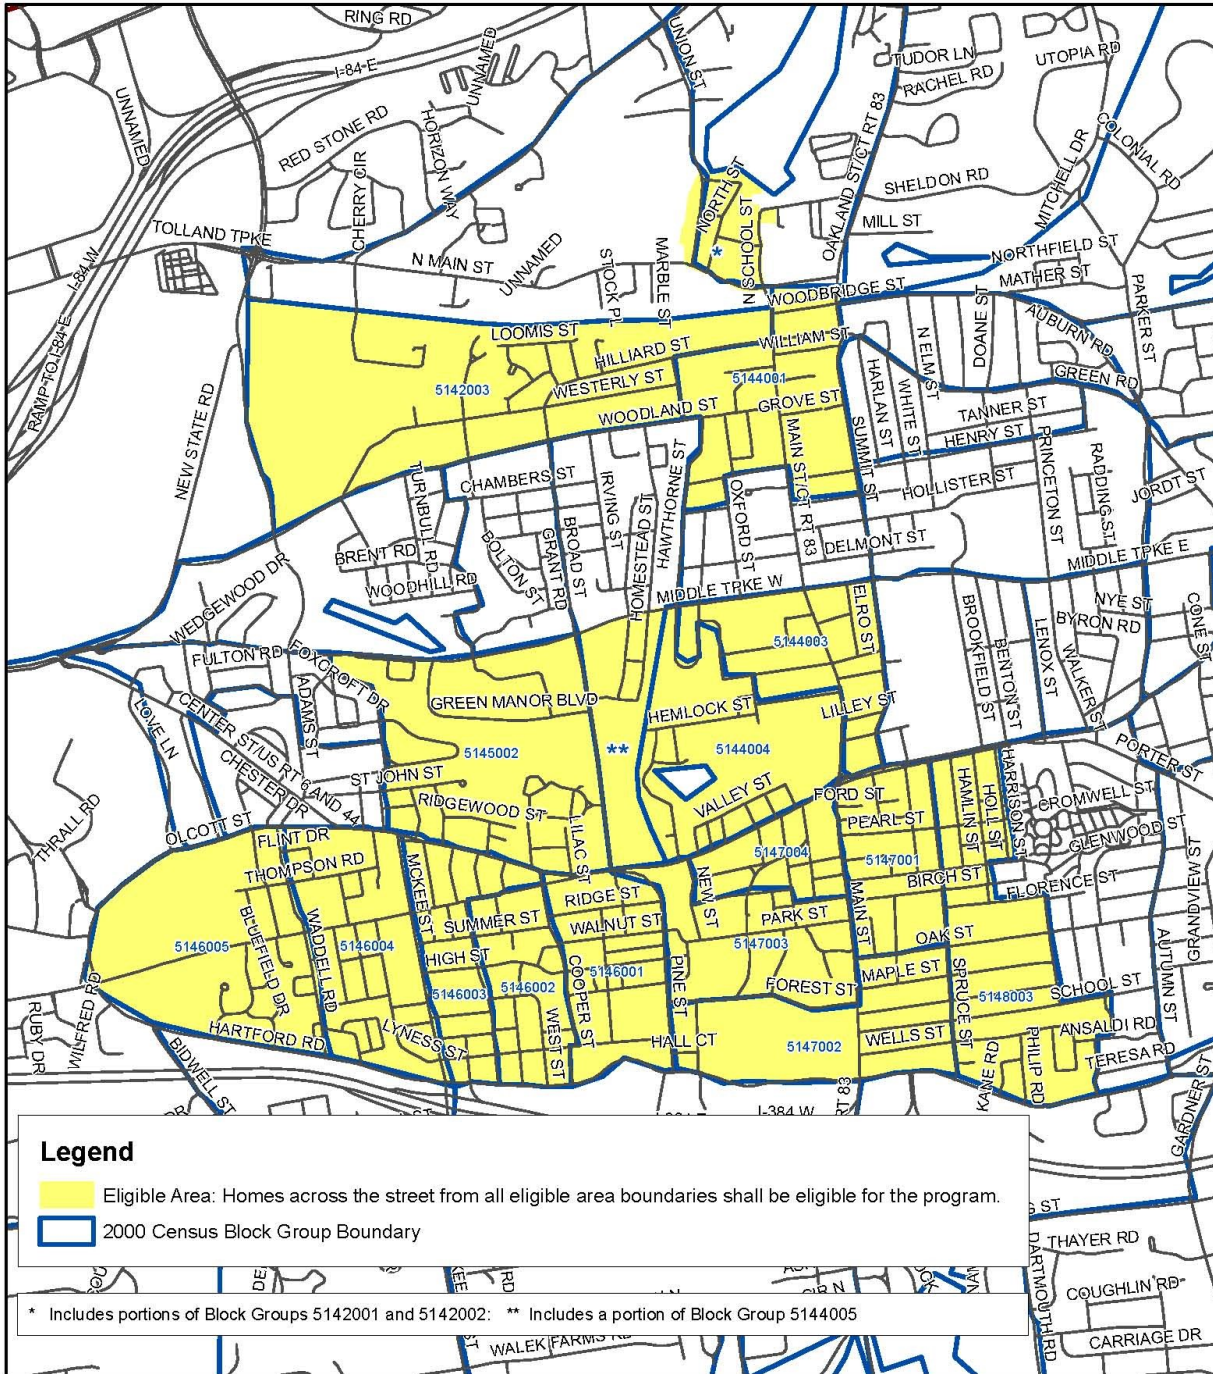 RING RD
UNION ST
I-84 E
UNNAMED
TUDOR LN
UTOPIA RD
RACHEL RD
UNNAMED
RED STONE RD
HORIZON WAY
OAKLAND ST/CT RT 83
COLONIAL RD
CHERRY CIR
NORTH ST
SHELDON RD
MITCHELL DR
TOLLAND TPKE
N SCHOOL ST
MILL ST
I-84 W
N MAIN ST
UNNAMED
STOCK PL
MARBLE ST
*
NORTHFIELD ST
MATHER ST
WOODBRIDGE ST
PARKER ST
RAMP TO I-84 E
LOOMIS ST
HILLIARD ST
WILLIAM ST
N ELM ST
DOANE ST
AUBURN RD
5142003
WESTERLY ST
5144001
HARLAN ST
WHITE ST
GREEN RD
WOODLAND ST
GROVE ST
TANNER ST
NEW STATE RD
MAIN ST/CT RT 83
SUMMIT ST
HENRY ST
PRINCETON ST
RADDING ST
CHAMBERS ST
IRVING ST
HAWTHORNE ST
HOLLISTER ST
JORDT ST
TURNBULL RD
HOMESTEAD ST
OXFORD ST
BRENT RD
BOLTON ST
GRANT RD
BROAD ST
DELMONT ST
MIDDLE TPKE E
WOODHILL RD
MIDDLE TPKE W
WEDGEWOOD DR
ELRO ST
BROOKFIELD ST
NYE ST
CONE ST
FULTON RD
FOXCROFT DR
5144003
BENTON ST
LENOX ST
BYRON RD
WALKER ST
LOVE LN
ADAMS ST
GREEN MANOR BLVD
HEMLOCK ST
LILLEY ST
CENTER ST/US RT 6 AND 44
5145002
**
5144004
PORTER ST
CHESTER DR
ST JOHN ST
VALLEY ST
FORD ST
HAMLIN ST
HOLL ST
HARRISON ST
CROMWELL ST
THRALL RD
OLCOTT ST
RIDGEWOOD ST
LILAC ST
PEARL ST
GLENWOOD ST
FLINT DR
5147004
5147001
THOMPSON RD
MCKEE ST
NEW ST
BIRCH ST
FLORENCE ST
GRANDVIEW ST
RIDGE ST
BLUEFIELD DR
WADDELL RD
SUMMER ST
WALNUT ST
PARK ST
MAIN ST
5146005
5146004
HIGH ST
5147003
OAK ST
AUTUMN ST
5146003
5146002
COOPER ST
5146001
PINE ST
FOREST ST
MAPLE ST
SPRUCE ST
5148003
SCHOOL ST
RUBY DR
WILFRED RD
HARTFORD RD
LYNESS ST
WEST ST
HALL CT
5147002
WELLS ST
PHILIP RD
ANSALDI RD
TERESA RD
BIDWELL ST
KANE RD
GARDNER ST
DR
ST
I-384 W
RT 83
Legend
Eligible Area: Homes across the street from all eligible area boundaries shall be eligible for the program.
2000 Census Block Group Boundary
ST
THAYER RD
DARTMOUTH RD
COUGHLIN RD
* Includes portions of Block Groups 5142001 and 5142002: ** Includes a portion of Block Group 5144005
WALEK FARMS RD
CARRIAGE DR